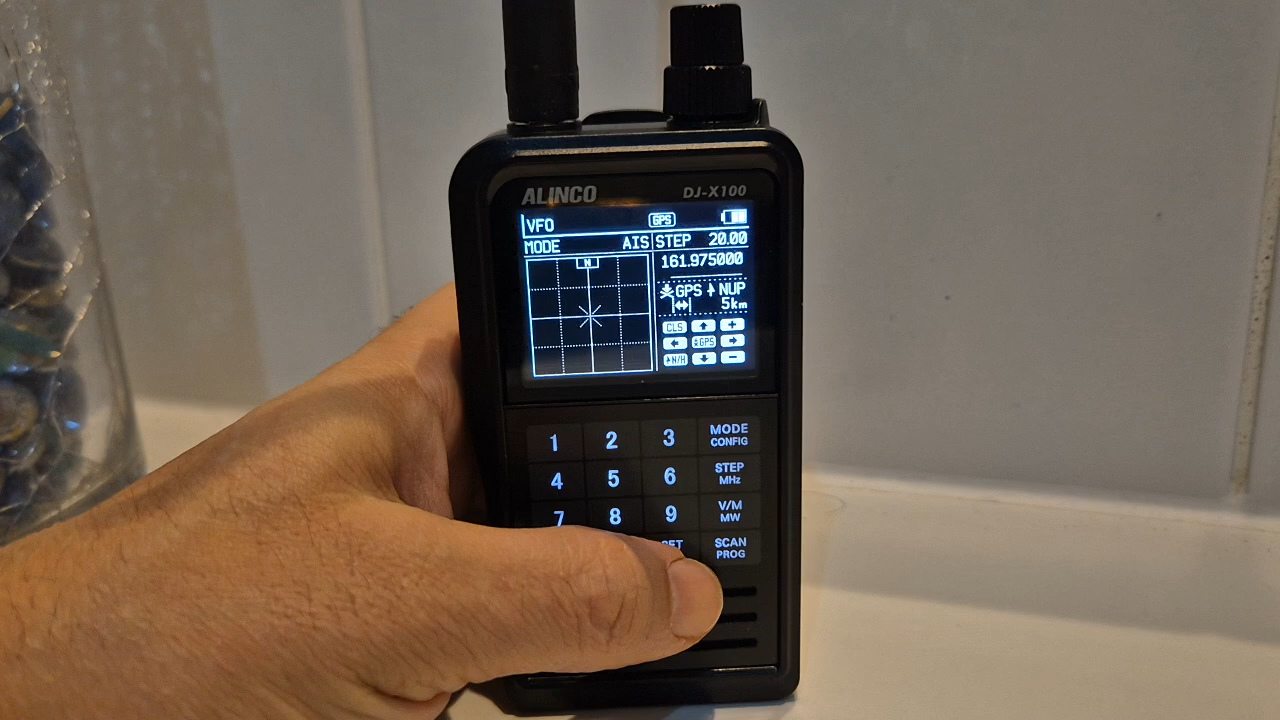 ALINCO DJ-X100
VFO GPS
MODE AIS STEP 20.00
N 161.975000
GPS NUP
5km
CLS + 
GPS
N/H -
1 2 3 MODE
CONFIG
4 5 6 STEP
MHz
7 8 9 V/M
MW
SCAN
PROG